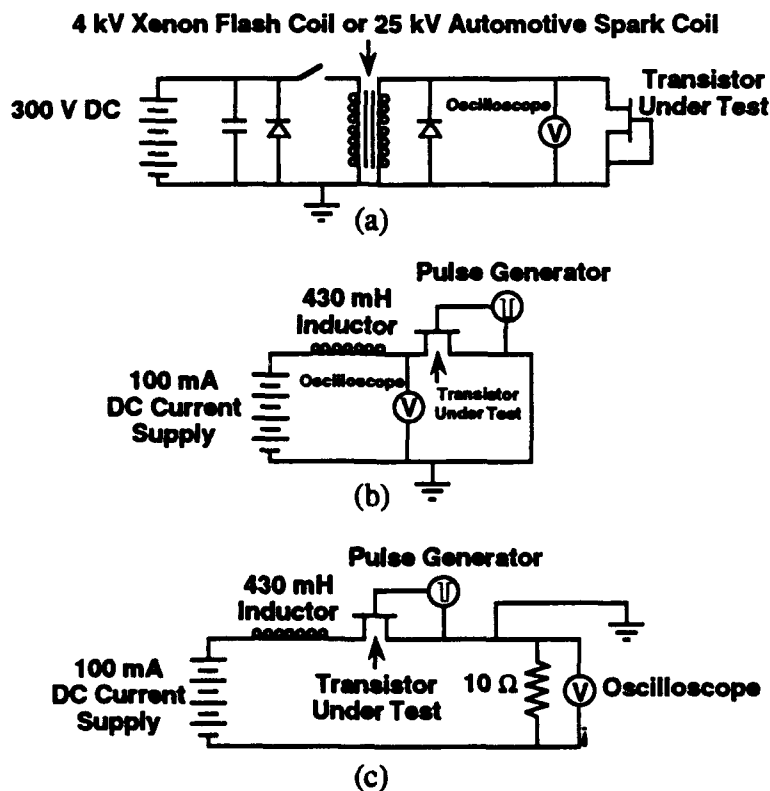 4 kV Xenon Flash Coil or 25 kV Automotive Spark Coil
300 V DC
Oscilloscope
V
Transistor
Under Test
(a)
Pulse Generator
430 mH
Inductor
Oscilloscope
V
Transistor
Under Test
100 mA
DC Current
Supply
(b)
Pulse Generator
430 mH
Inductor
100 mA
DC Current
Supply
Transistor
Under Test
10 Ω
V
Oscilloscope
(c)